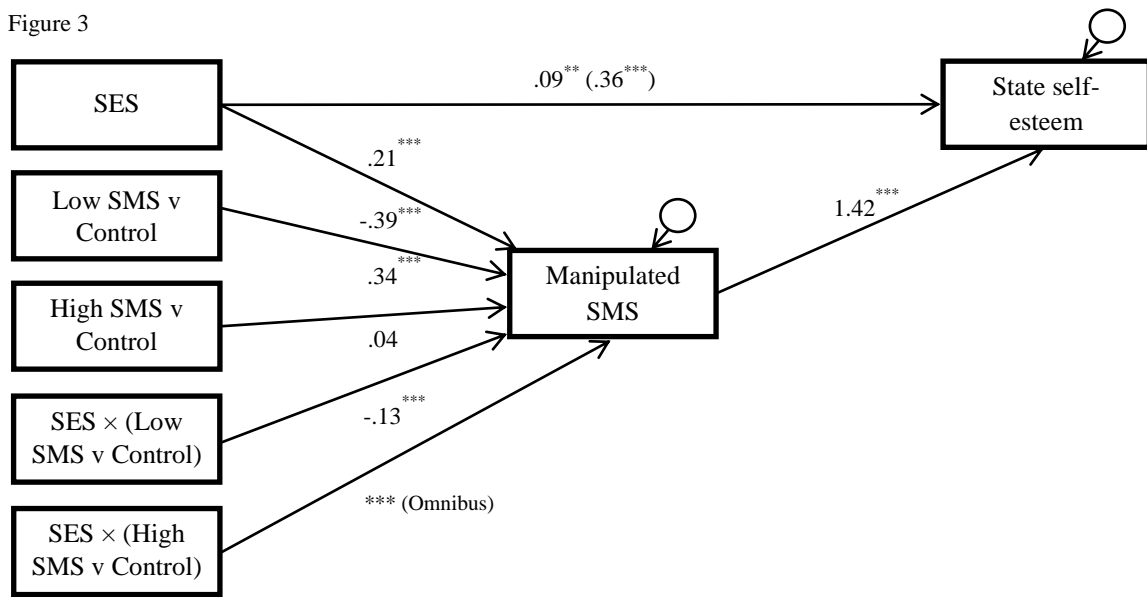 Figure 3
.09** (.36***)
SES
State self-
esteem
.21***
Low SMS v
Control
-.39***
1.42***
.34***
Manipulated
SMS
High SMS v
Control
.04
SES × (Low
SMS v Control)
-.13***
*** (Omnibus)
SES × (High
SMS v Control)